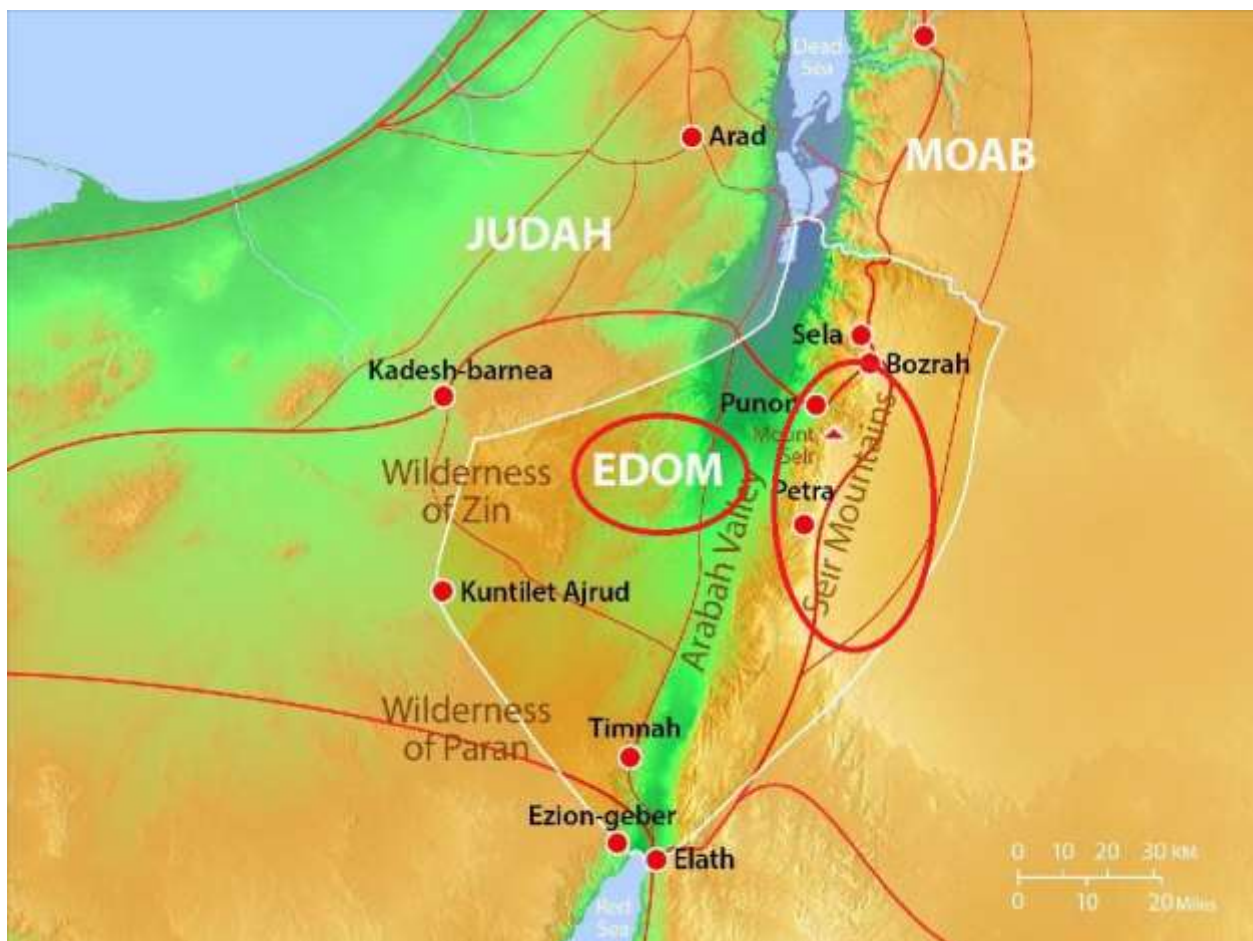 Dead
Sea
Arad
MOAB
JUDAH
Sela
Bozrah
Kadesh-barnea
Punon
Mount
Seir
EDOM
Wilderness
of Zin
Petra
Seir Mountains
Arabah Valley
Kuntilet Ajrud
Wilderness
of Paran
Timnah
Ezion-geber
Elath
0 10 20 30 KM
0 10 20 Miles
Red
Sea